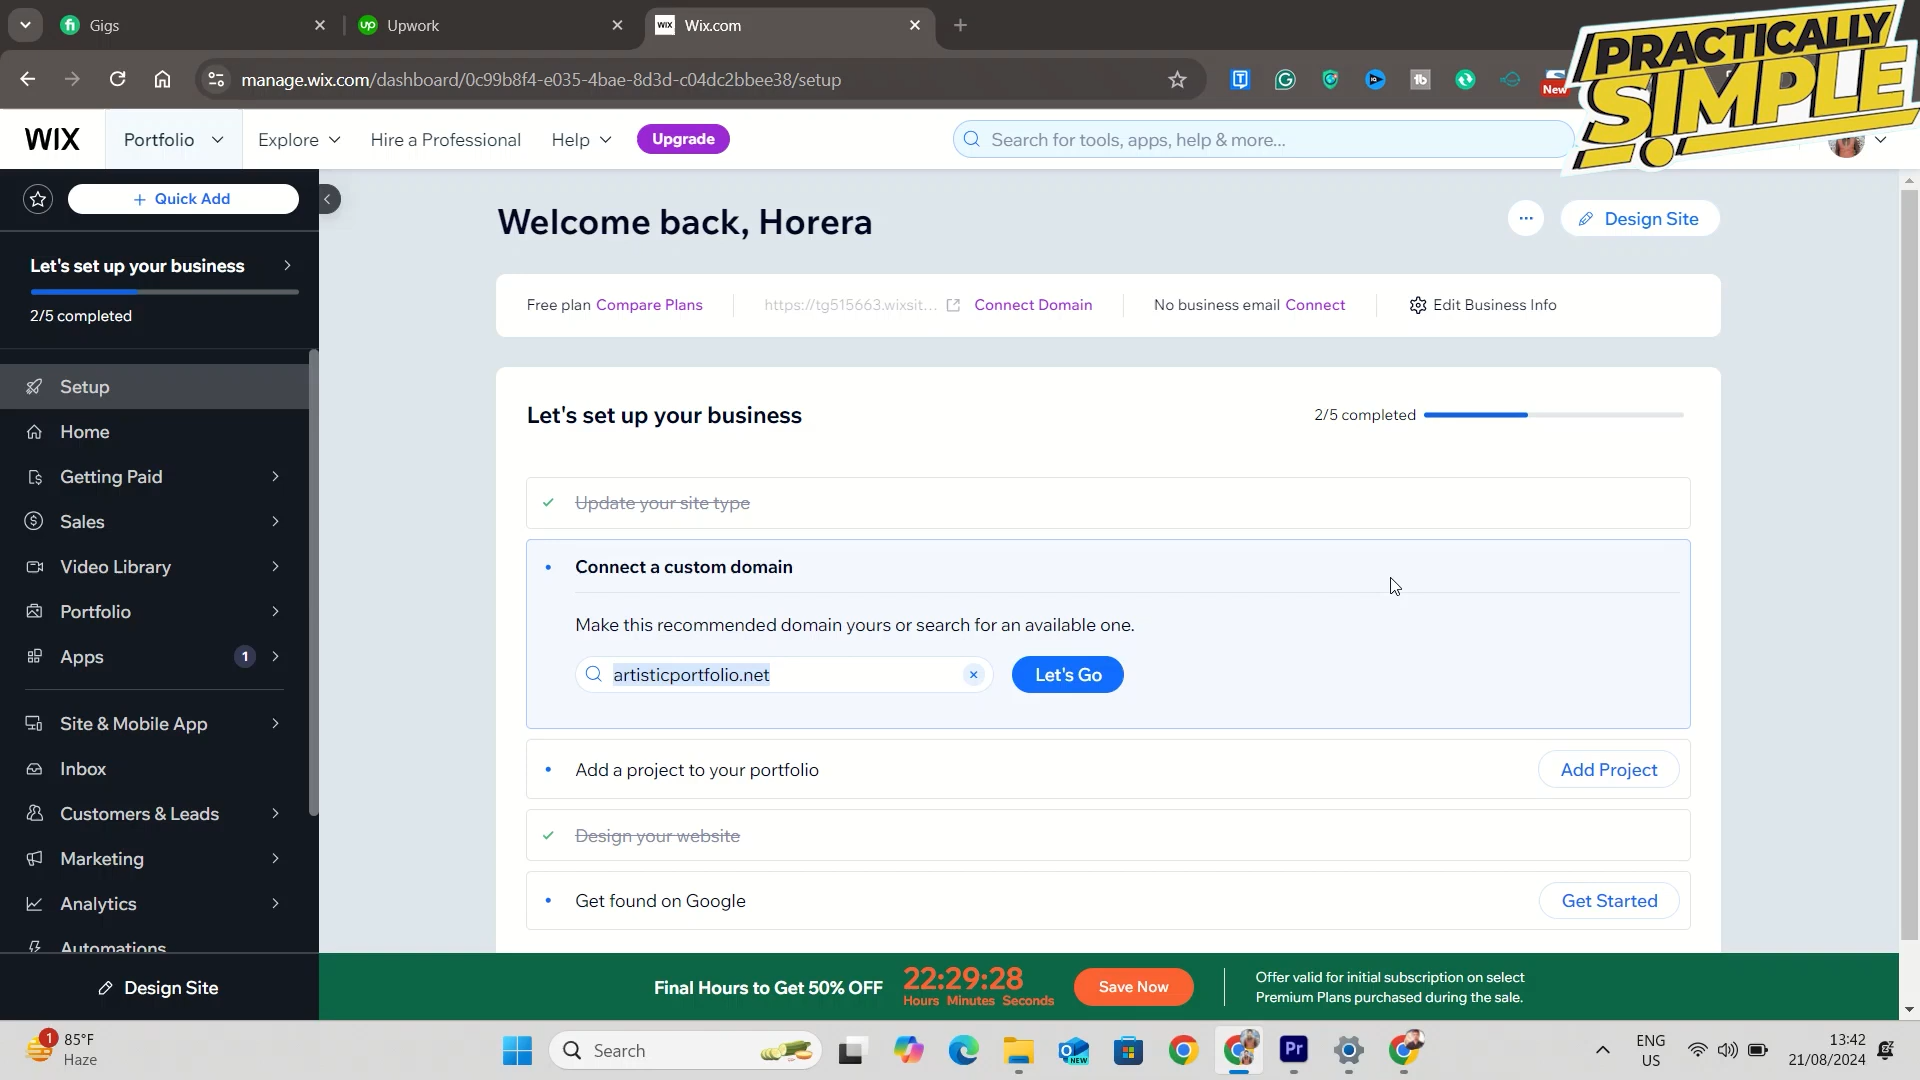 Gigs
Upwork
Wix.com
manage.wix.com/dashboard/0c99b8f4-e035-4bae-8d3d-c04dc2bbee38/setup
New
PRACTICALLY
SIMPLE
WIX
Portfolio
Explore
Hire a Professional
Help
Upgrade
Search for tools, apps, help & more...
+ Quick Add
Let's set up your business
2/5 completed
Setup
Home
Getting Paid
Sales
Video Library
Portfolio
Apps
1
Site & Mobile App
Inbox
Customers & Leads
Marketing
Analytics
Automations
Design Site
Welcome back, Horera
Design Site
Free plan Compare Plans
https://tg515663.wixsit...
Connect Domain
No business email Connect
Edit Business Info
Let's set up your business
2/5 completed
Update your site type
Connect a custom domain
Make this recommended domain yours or search for an available one.
artisticportfolio.net
Let's Go
Add a project to your portfolio
Add Project
Design your website
Get found on Google
Get Started
Final Hours to Get 50% OFF
22:29:28
Hours Minutes Seconds
Save Now
Offer valid for initial subscription on select
Premium Plans purchased during the sale.
1
85°F
Haze
Search
NEW
Pr
ENG
US
13:42
21/08/2024